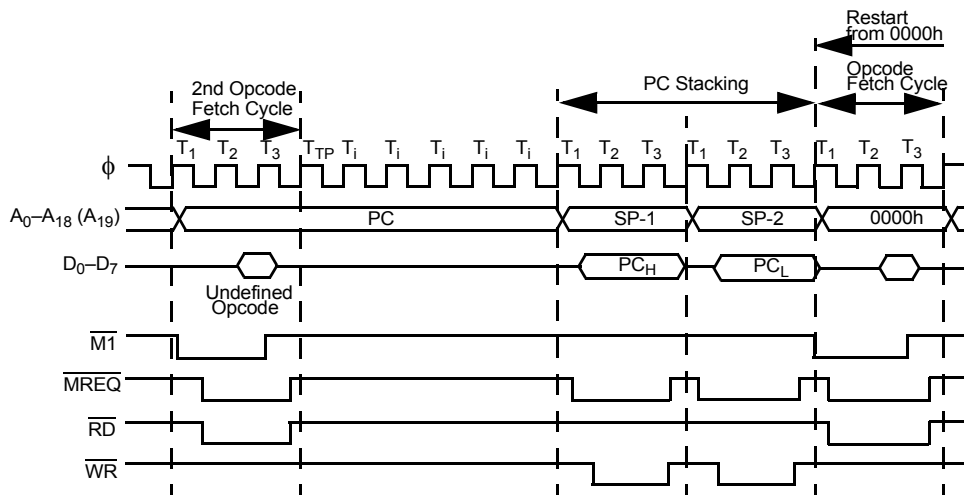 Restart
from 0000h
2nd Opcode
Fetch Cycle
PC Stacking
Opcode
Fetch Cycle
T1 T2 T3 TTP Ti Ti Ti Ti Ti T1 T2 T3 T1 T2 T3 T1 T2 T3
ϕ
A0–A18 (A19) PC SP-1 SP-2 0000h
D0–D7 PCH PCL
Undefined
Opcode
M1
MREQ
RD
WR